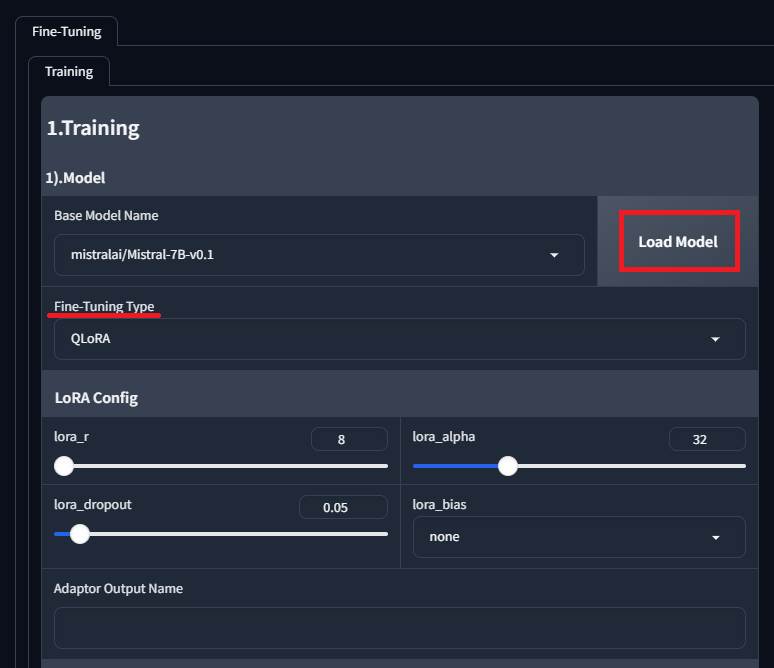 Fine-Tuning
Training
1.Training
1).Model
Base Model Name
mistralai/Mistral-7B-v0.1
Load Model
Fine-Tuning Type
QLoRA
LoRA Config
lora_r
8
lora_alpha
32
lora_dropout
0.05
lora_bias
none
Adaptor Output Name